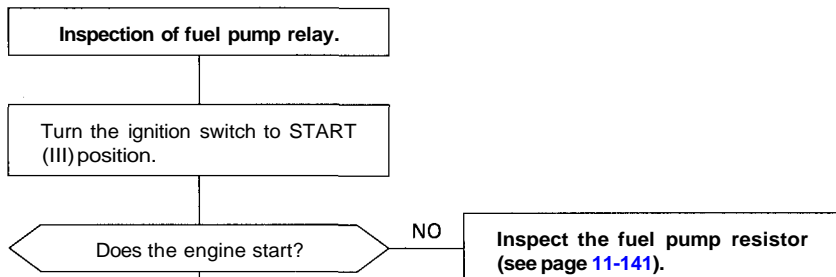 Inspection of fuel pump relay.
Turn the ignition switch to START
(III) position.
Does the engine start?
NO
Inspect the fuel pump resistor
(see page 11-141).